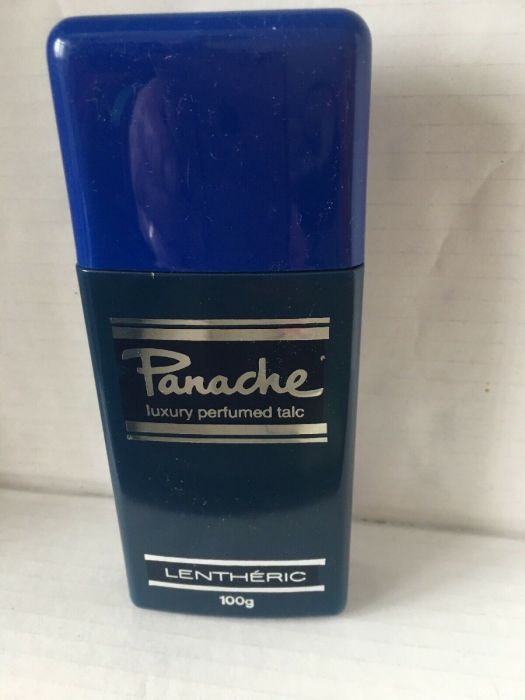 Panache
luxury perfumed talc
LENTHÉRIC
100g